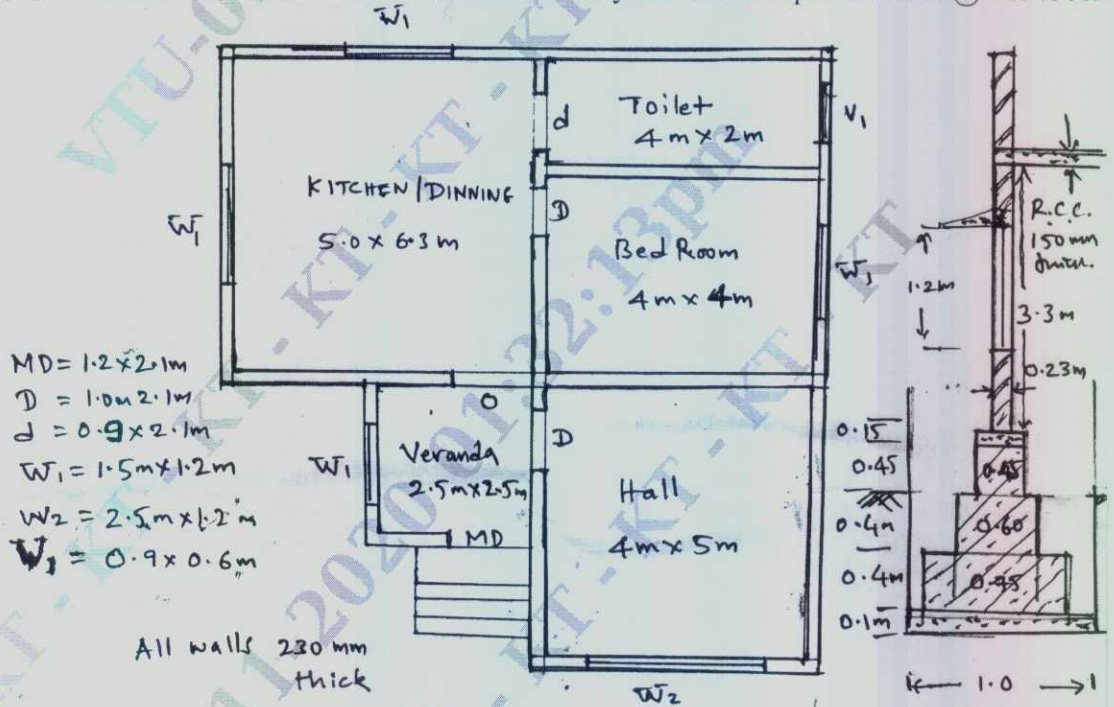 W1
Toilet
4m x 2m
d
V1
KITCHEN/DINNING
5.0 x 6.3 m
W1
D
Bed Room
4m x 4m
W1
R.C.C.
150mm
thick.
1.2m
3.3m
0.23m
MD = 1.2 x 2.1m
D = 1.0m 2.1m
d = 0.9 x 2.1m
W1 = 1.5m x 1.2m
W2 = 2.5m x 1.2m
V1 = 0.9 x 0.6m
O
W1
Veranda
2.5m x 2.5m
D
MD
Hall
4m x 5m
0.15
0.45
0.45
0.4m
0.60
0.4m
0.1m
1.0
All walls 230 mm
thick
W2